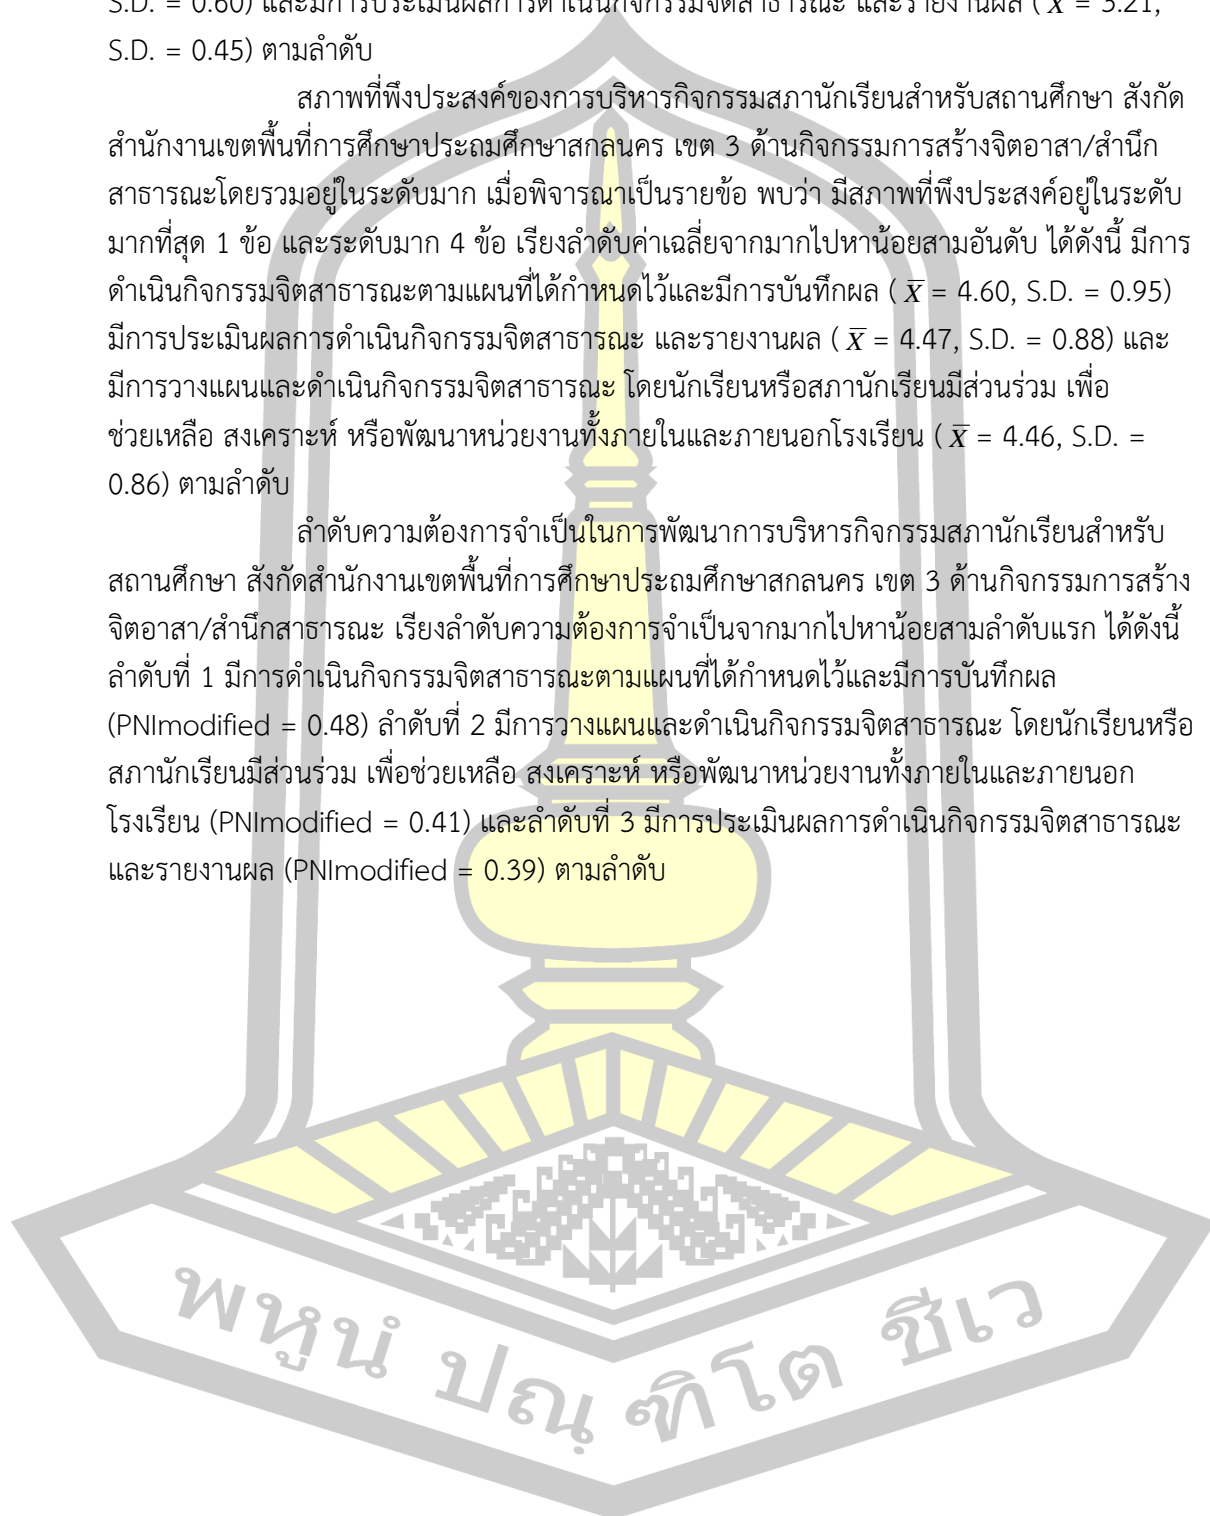 S.D. = 0.60) และมีการประเมินผลการดำเนินกิจกรรมจิตสาธารณะ และรายงานผล ( X̅ = 3.21,
S.D. = 0.45) ตามลำดับ
สภาพที่พึงประสงค์ของการบริหารกิจกรรมสภานักเรียนสำหรับสถานศึกษา สังกัด
สำนักงานเขตพื้นที่การศึกษาประถมศึกษาสกลนคร เขต 3 ด้านกิจกรรมการสร้างจิตอาสา/สำนึก
สาธารณะโดยรวมอยู่ในระดับมาก เมื่อพิจารณาเป็นรายข้อ พบว่า มีสภาพที่พึงประสงค์อยู่ในระดับ
มากที่สุด 1 ข้อ และระดับมาก 4 ข้อ เรียงลำดับค่าเฉลี่ยจากมากไปหาน้อยสามอันดับ ได้ดังนี้ มีการ
ดำเนินกิจกรรมจิตสาธารณะตามแผนที่ได้กำหนดไว้และมีการบันทึกผล ( X̅ = 4.60, S.D. = 0.95)
มีการประเมินผลการดำเนินกิจกรรมจิตสาธารณะ และรายงานผล ( X̅ = 4.47, S.D. = 0.88) และ
มีการวางแผนและดำเนินกิจกรรมจิตสาธารณะ โดยนักเรียนหรือสภานักเรียนมีส่วนร่วม เพื่อ
ช่วยเหลือ สงเคราะห์ หรือพัฒนาหน่วยงานทั้งภายในและภายนอกโรงเรียน ( X̅ = 4.46, S.D. =
0.86) ตามลำดับ
ลำดับความต้องการจำเป็นในการพัฒนาการบริหารกิจกรรมสภานักเรียนสำหรับ
สถานศึกษา สังกัดสำนักงานเขตพื้นที่การศึกษาประถมศึกษาสกลนคร เขต 3 ด้านกิจกรรมการสร้าง
จิตอาสา/สำนึกสาธารณะ เรียงลำดับความต้องการจำเป็นจากมากไปหาน้อยสามลำดับแรก ได้ดังนี้
ลำดับที่ 1 มีการดำเนินกิจกรรมจิตสาธารณะตามแผนที่ได้กำหนดไว้และมีการบันทึกผล
(PNImodified = 0.48) ลำดับที่ 2 มีการวางแผนและดำเนินกิจกรรมจิตสาธารณะ โดยนักเรียนหรือ
สภานักเรียนมีส่วนร่วม เพื่อช่วยเหลือ สงเคราะห์ หรือพัฒนาหน่วยงานทั้งภายในและภายนอก
โรงเรียน (PNImodified = 0.41) และลำดับที่ 3 มีการประเมินผลการดำเนินกิจกรรมจิตสาธารณะ
และรายงานผล (PNImodified = 0.39) ตามลำดับ
พหูนํ ปณฺฑิโต ชีเว